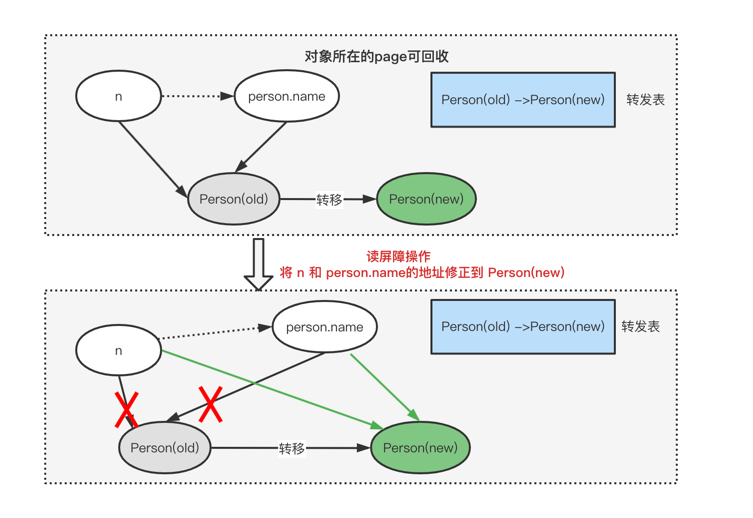 对象所在的page可回收
n
person.name
Person(old) ->Person(new)
转发表
Person(old)
转移
Person(new)
读屏障操作
将 n 和 person.name的地址修正到 Person(new)
person.name
Person(old) ->Person(new)
转发表
n
Person(old)
转移
Person(new)